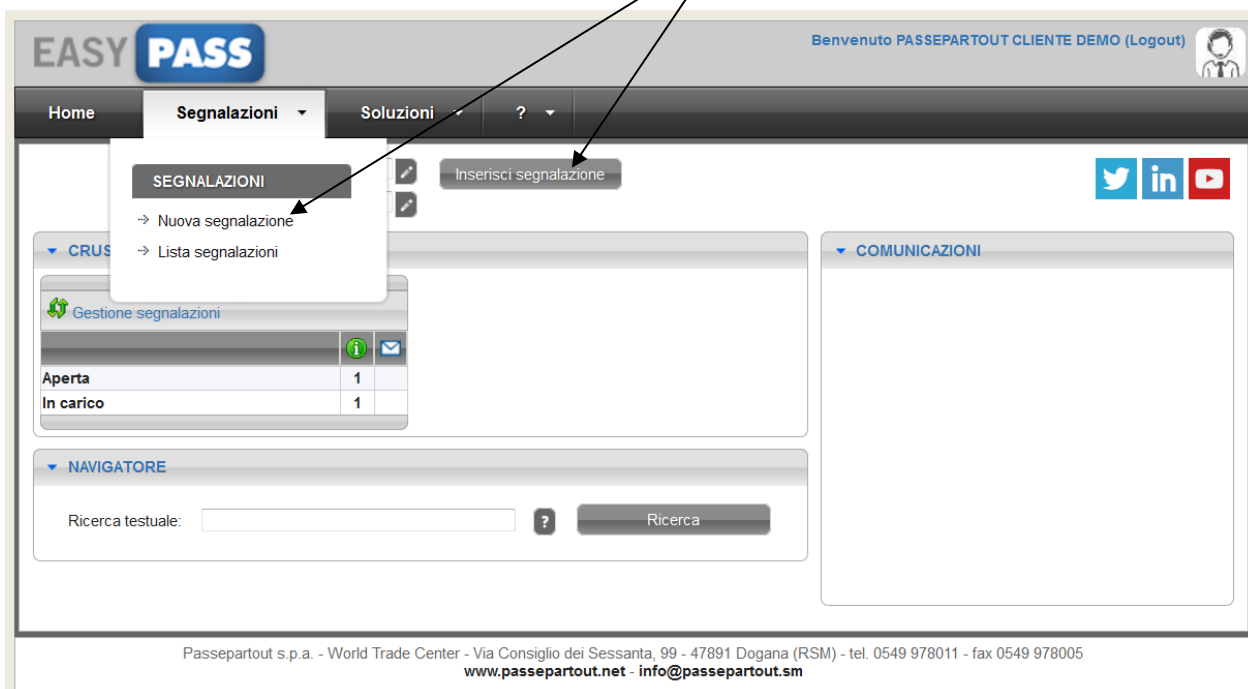 EASY PASS
Benvenuto PASSEPARTOUT CLIENTE DEMO (Logout)
Home Segnalazioni Soluzioni ?
SEGNALAZIONI
Inserisci segnalazione
Nuova segnalazione
Lista segnalazioni
CRUS
COMUNICAZIONI
Gestione segnalazioni
Aperta 1
In carico 1
NAVIGATORE
Ricerca testuale: ? Ricerca
Passepartout s.p.a. - World Trade Center - Via Consiglio dei Sessanta, 99 - 47891 Dogana (RSM) - tel. 0549 978011 - fax 0549 978005
www.passepartout.net - info@passepartout.sm